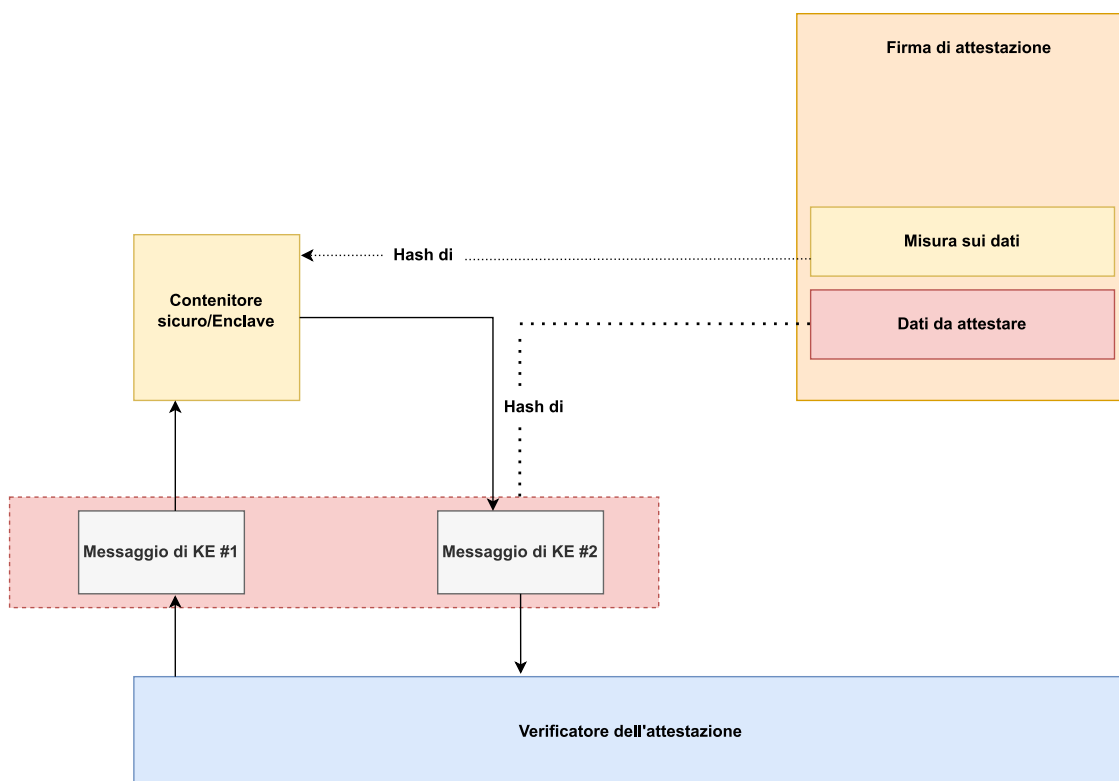 Firma di attestazione
Misura sui dati
Hash di
Contenitore
sicuro/Enclave
Dati da attestare
Hash di
Messaggio di KE #1
Messaggio di KE #2
Verificatore dell'attestazione